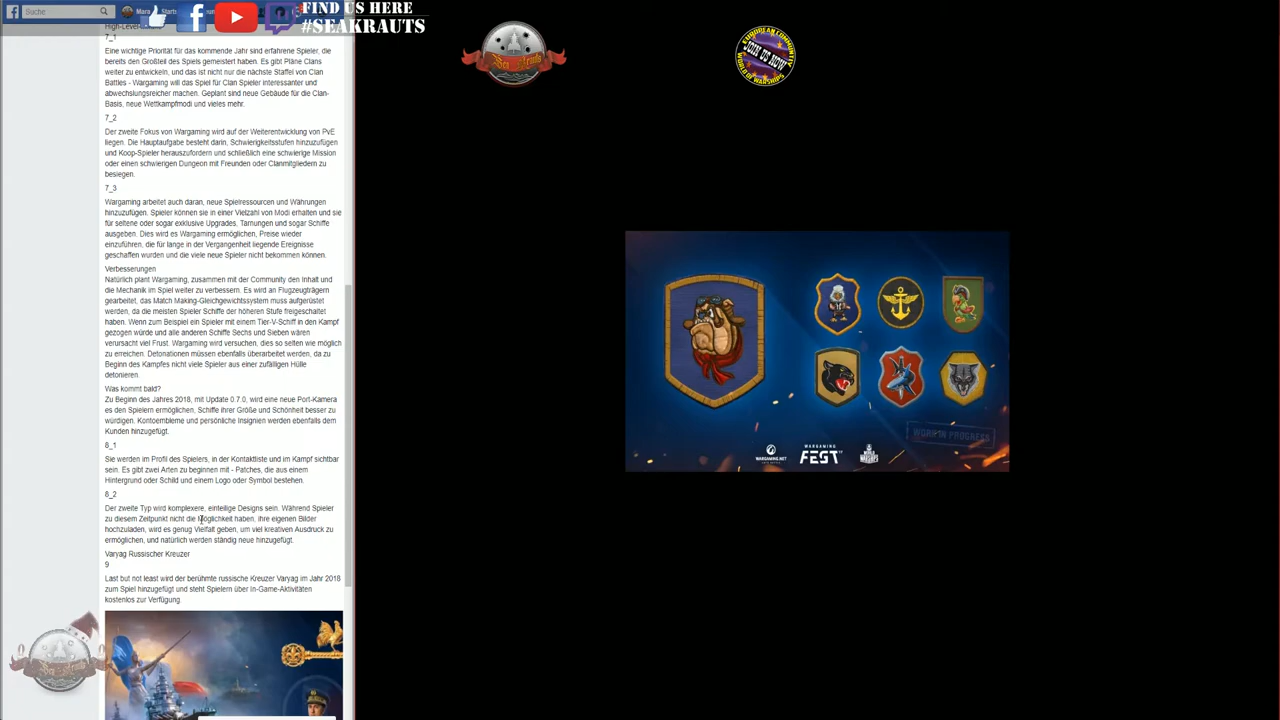 Suche
Mara
Starts
FIND US HERE
#SEAKRAUTS
High-Level
7_1
Eine wichtige Priorität für das kommende Jahr sind erfahrene Spieler, die
bereits den Großteil des Spiels gemeistert haben. Es gibt Pläne Clans
weiter zu entwickeln, und das ist nicht nur die nächste Staffel von Clan
Battles - Wargaming will das Spiel für Clan Spieler interessanter und
abwechslungsreicher machen. Geplant sind neue Gebäude für die Clan-
Basis, neue Wettkampfmodi und vieles mehr.
7_2
Der zweite Fokus von Wargaming wird auf der Weiterentwicklung von PvE
liegen. Die Hauptaufgabe besteht darin, Schwierigkeitsstufen hinzuzufügen
und Koop-Spieler herauszufordern und schließlich eine schwierige Mission
oder einen schwierigen Dungeon mit Freunden oder Clanmitgliedern zu
besiegen.
7_3
Wargaming arbeitet auch daran, neue Spielressourcen und Währungen
hinzuzufügen. Spieler können sie in einer Vielzahl von Modi erhalten und sie
für seltene oder sogar exklusive Upgrades, Tarnungen und sogar Schiffe
ausgeben. Dies wird es Wargaming ermöglichen, Preise wieder
einzuführen, die für lange in der Vergangenheit liegende Ereignisse
geschaffen wurden und die viele neue Spieler nicht bekommen können.
Verbesserungen
Natürlich plant Wargaming, zusammen mit der Community den Inhalt und
die Mechanik im Spiel weiter zu verbessern. Es wird an Flugzeugträgern
gearbeitet, das Match Making-Gleichgewichtssystem muss aufgerüstet
werden, da die meisten Spieler Schiffe der höheren Stufe freigeschaltet
haben. Wenn zum Beispiel ein Spieler mit einem Tier-V-Schiff in den Kampf
gezogen würde und alle anderen Schiffe Sechs und Sieben wären
verursacht viel Frust. Wargaming wird versuchen, dies so selten wie möglich
zu erreichen. Detonationen müssen ebenfalls überarbeitet werden, da zu
Beginn des Kampfes nicht viele Spieler aus einer zufälligen Hülle
detonieren
Was kommt bald?
Zu Beginn des Jahres 2018, mit Update 0.7.0, wird eine neue Port-Kamera
es den Spielern ermöglichen, Schiffe ihrer Größe und Schönheit besser zu
würdigen. Kontoembleme und persönliche Insignien werden ebenfalls dem
Kunden hinzugefügt.
8_1
Sie werden im Profil des Spielers, in der Kontaktliste und im Kampf sichtbar
sein. Es gibt zwei Arten zu beginnen mit - Patches, die aus einem
Hintergrund oder Schild und einem Logo oder Symbol bestehen.
8_2
Der zweite Typ wird komplexere, einteilige Designs sein. Während Spieler
zu diesem Zeitpunkt nicht die Möglichkeit haben, ihre eigenen Bilder
hochzuladen, wird es genug Vielfalt geben, um viel kreativen Ausdruck zu
ermöglichen, und natürlich werden ständig neue hinzugefügt.
Varyag Russischer Kreuzer
9
Last but not least wird der berühmte russische Kreuzer Varyag im Jahr 2018
zum Spiel hinzugefügt und steht Spielern über In-Game-Aktivitäten
kostenlos zur Verfügung
Sea Krauts
EUROPEAN COMMUNITY
JOIN US NOW
WORLD OF WARSHIPS
WORK IN PROGRESS
WARGAMING.NET
WARGAMING
FEST
WORLD
WARSHIPS